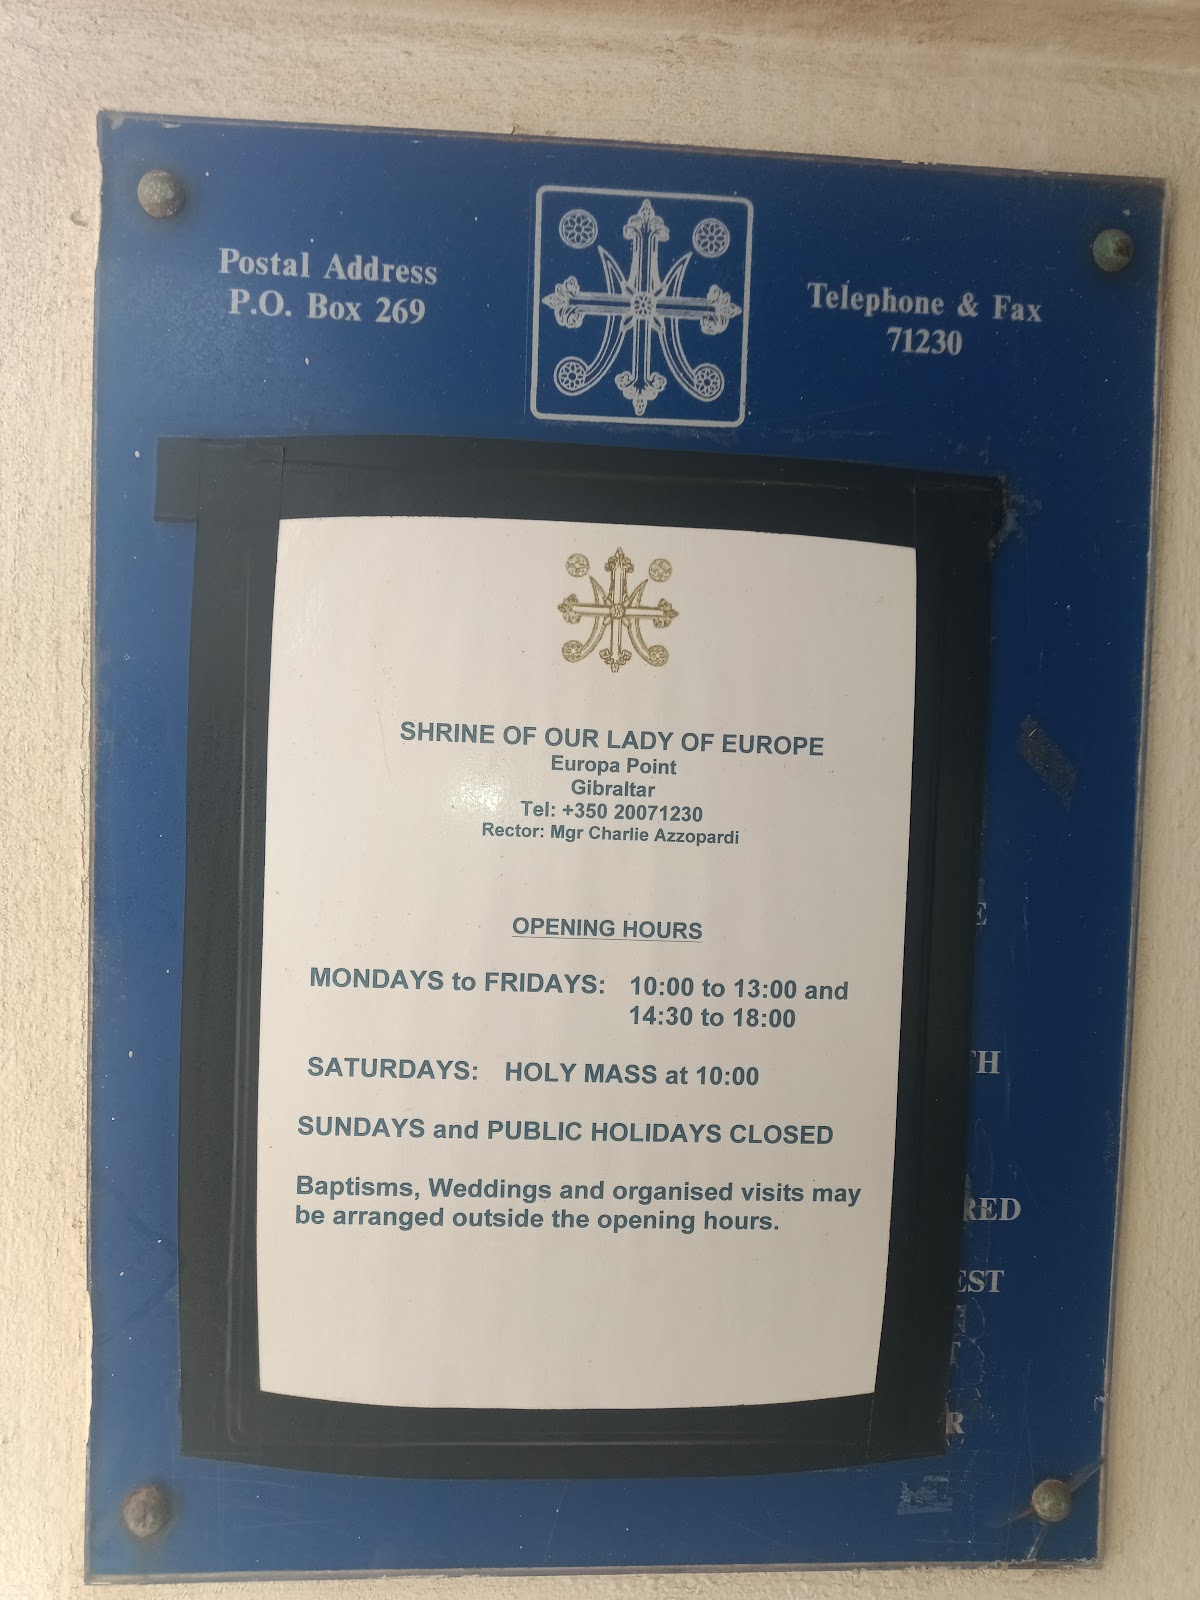 Postal Address
P.O. Box 269
Telephone & Fax
71230
SHRINE OF OUR LADY OF EUROPE
Europa Point
Gibraltar
Tel: +350 20071230
Rector: Mgr Charlie Azzopardi
OPENING HOURS
MONDAYS to FRIDAYS: 10:00 to 13:00 and
14:30 to 18:00
SATURDAYS: HOLY MASS at 10:00
SUNDAYS and PUBLIC HOLIDAYS CLOSED
Baptisms, Weddings and organised visits may
be arranged outside the opening hours.